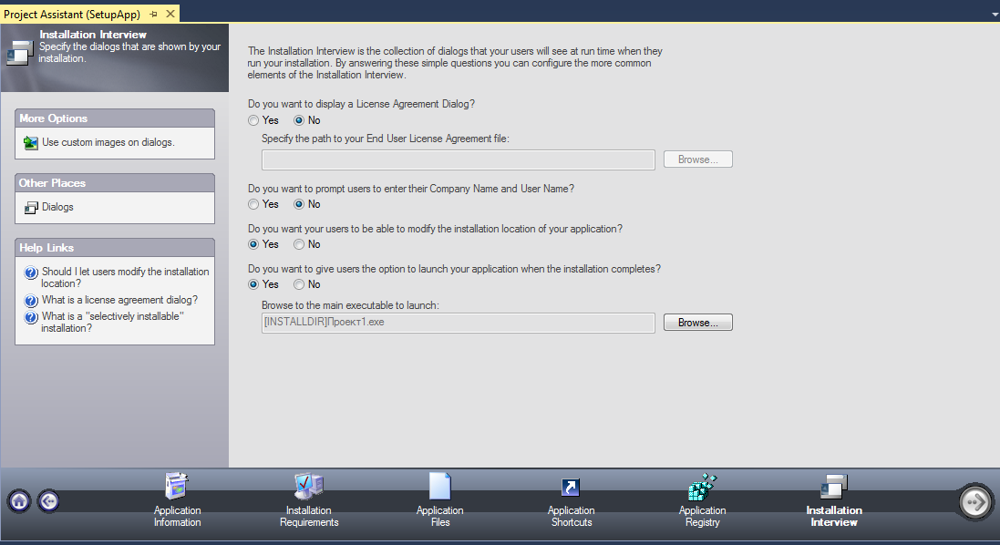 Project Assistant (SetupApp)
Installation Interview
Specify the dialogs that are shown by your
installation.
More Options
Use custom images on dialogs.
Other Places
Dialogs
Help Links
Should I let users modify the installation
location?
What is a license agreement dialog?
What is a "selectively installable"
installation?
The Installation Interview is the collection of dialogs that your users will see at run time when they
run your installation. By answering these simple questions you can configure the more common
elements of the Installation Interview.
Do you want to display a License Agreement Dialog?
Yes No
Specify the path to your End User License Agreement file:
Browse...
Do you want to prompt users to enter their Company Name and User Name?
Yes No
Do you want your users to be able to modify the installation location of your application?
Yes No
Do you want to give users the option to launch your application when the installation completes?
Yes No
Browse to the main executable to launch:
[INSTALLDIR]Проект1.exe Browse...
Application
Information
Installation
Requirements
Application
Files
Application
Shortcuts
Application
Registry
Installation
Interview